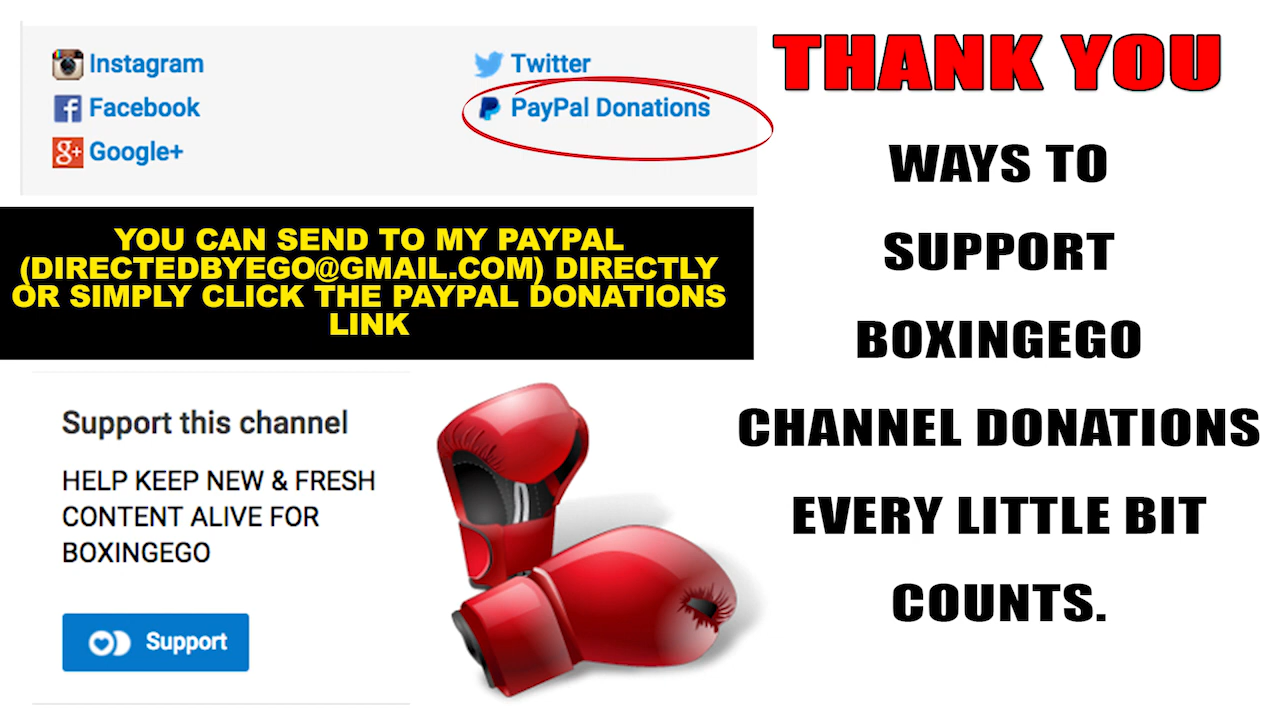 Instagram
Twitter
Facebook
PayPal Donations
Google+
YOU CAN SEND TO MY PAYPAL
(DIRECTEDBYEGO@GMAIL.COM) DIRECTLY
OR SIMPLY CLICK THE PAYPAL DONATIONS
LINK
Support this channel
HELP KEEP NEW & FRESH
CONTENT ALIVE FOR
BOXINGEGO
Support
THANK YOU
WAYS TO
SUPPORT
BOXINGEGO
CHANNEL DONATIONS
EVERY LITTLE BIT
COUNTS.